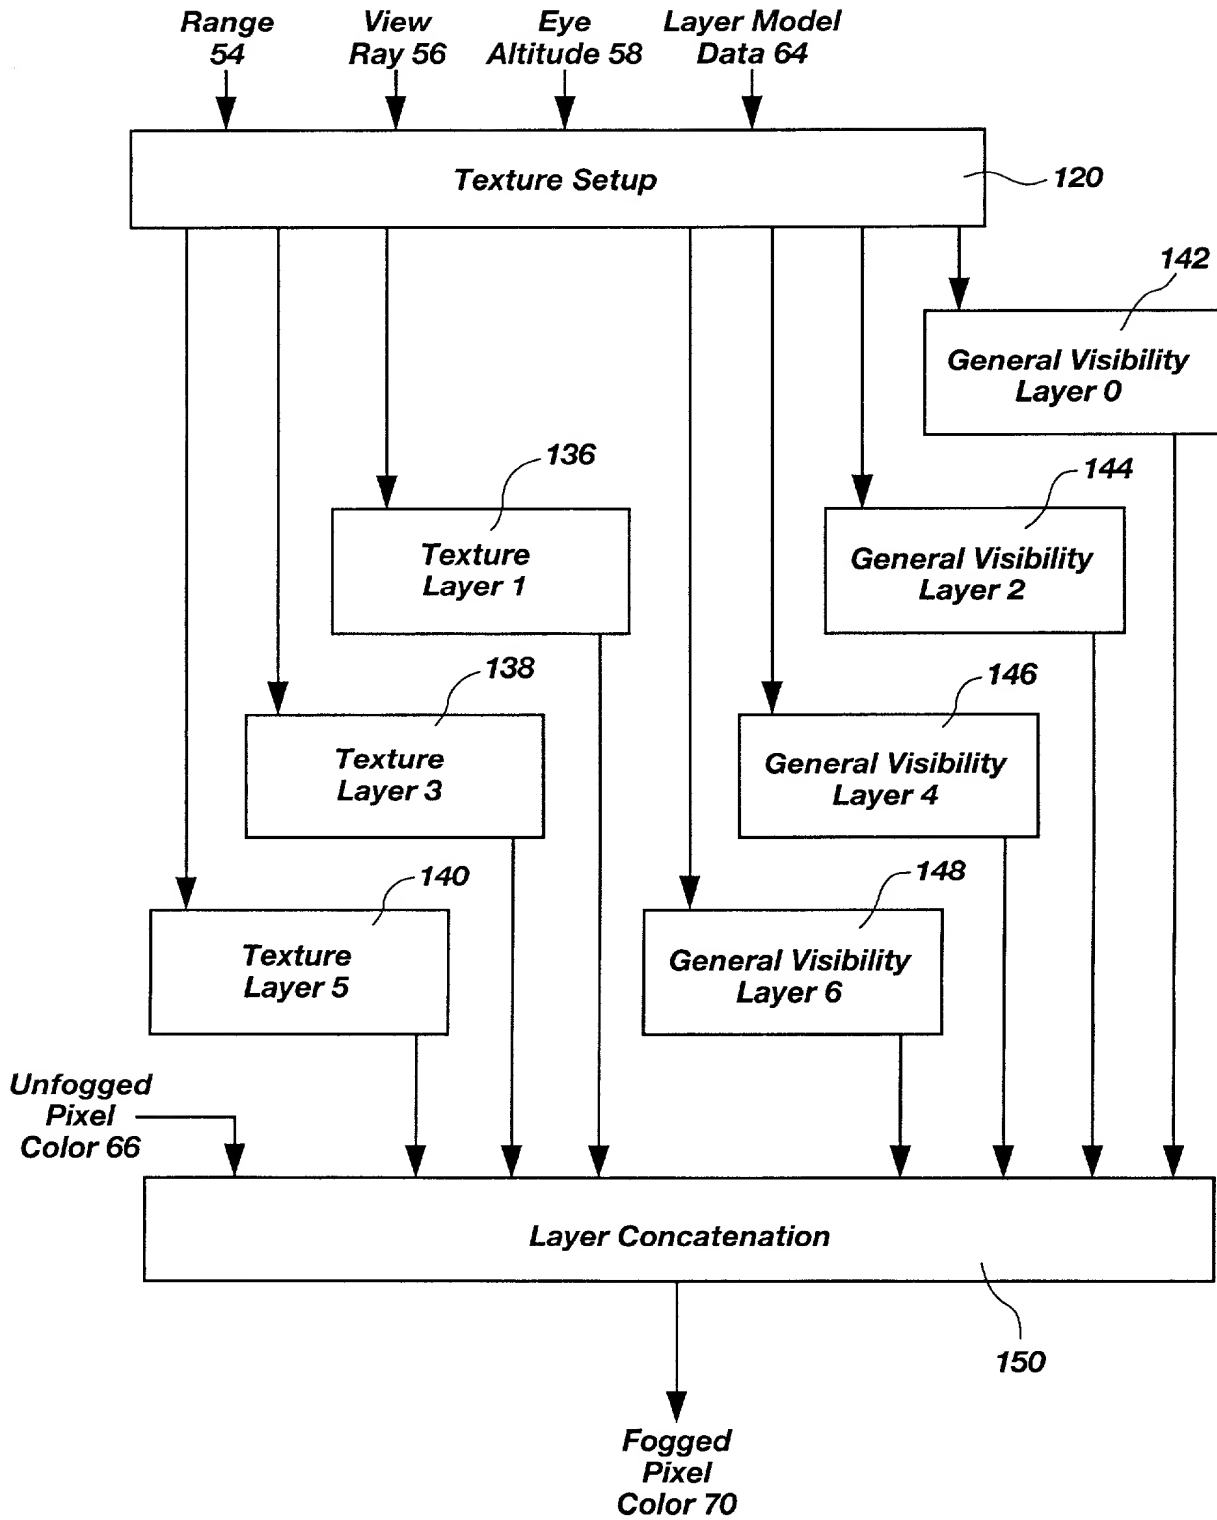 Range
54
View
Ray 56
Eye
Altitude 58
Layer Model
Data 64
Texture Setup
120
142
General Visibility
Layer 0
136
144
Texture
Layer 1
General Visibility
Layer 2
138
146
Texture
Layer 3
General Visibility
Layer 4
140
148
Texture
Layer 5
General Visibility
Layer 6
Unfogged
Pixel
Color 66
Layer Concatenation
150
Fogged
Pixel
Color 70